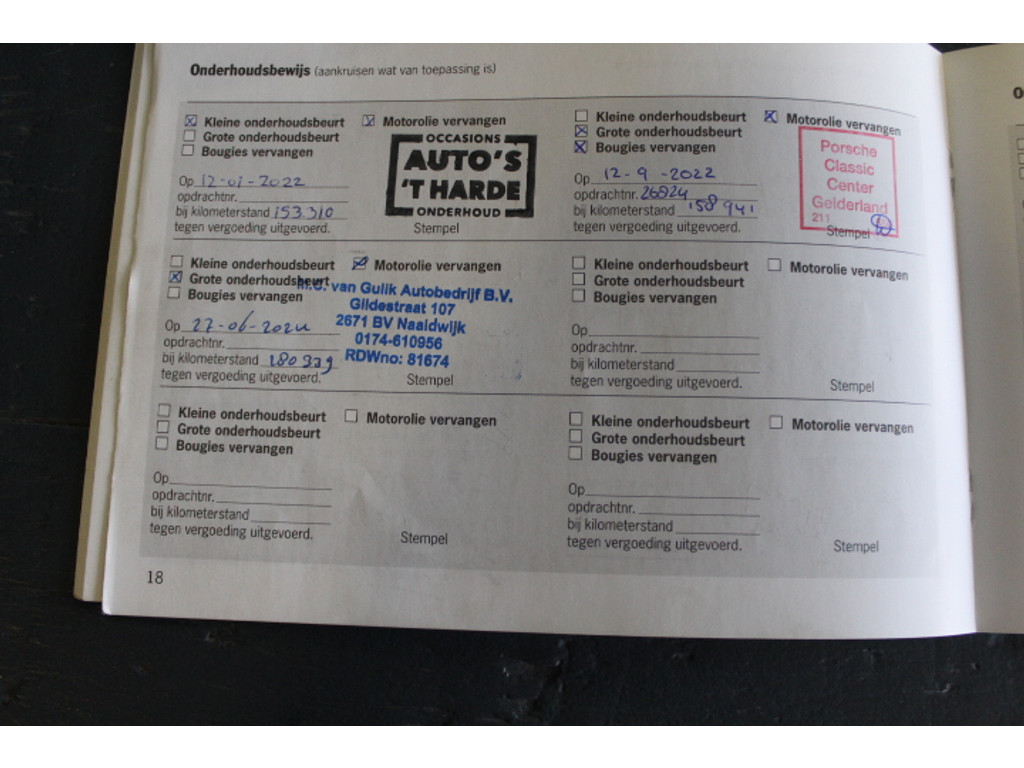 Onderhoudsbewijs (aankruisen wat van toepassing is)
Kleine onderhoudsbeurt
Motorolie vervangen
Grote onderhoudsbeurt
Bougies vervangen
Op 12-01-2022
opdrachtnr.
bij kilometerstand 153.310
tegen vergoeding uitgevoerd.
OCCASIONS
AUTO'S
'T HARDE
ONDERHOUD
Stempel
Kleine onderhoudsbeurt
Motorolie vervangen
Grote onderhoudsbeurt
Bougies vervangen
Op 12-9-2022
opdrachtnr. 26824
bij kilometerstand 158941
tegen vergoeding uitgevoerd.
Porsche
Classic
Center
Gelderland
211
Stempel
Kleine onderhoudsbeurt
Motorolie vervangen
Grote onderhoudsbeurt
Bougies vervangen
Op 27-06-2024
opdrachtnr.
bij kilometerstand 180939
tegen vergoeding uitgevoerd.
van Gulik Autobedrijf B.V.
Gildestraat 107
2671 BV Naaldwijk
0174-610956
RDWno: 81674
Stempel
Kleine onderhoudsbeurt
Motorolie vervangen
Grote onderhoudsbeurt
Bougies vervangen
Op
opdrachtnr.
bij kilometerstand
tegen vergoeding uitgevoerd.
Stempel
Kleine onderhoudsbeurt
Motorolie vervangen
Grote onderhoudsbeurt
Bougies vervangen
Op
opdrachtnr.
bij kilometerstand
tegen vergoeding uitgevoerd.
Stempel
Kleine onderhoudsbeurt
Motorolie vervangen
Grote onderhoudsbeurt
Bougies vervangen
Op
opdrachtnr.
bij kilometerstand
tegen vergoeding uitgevoerd.
Stempel
18